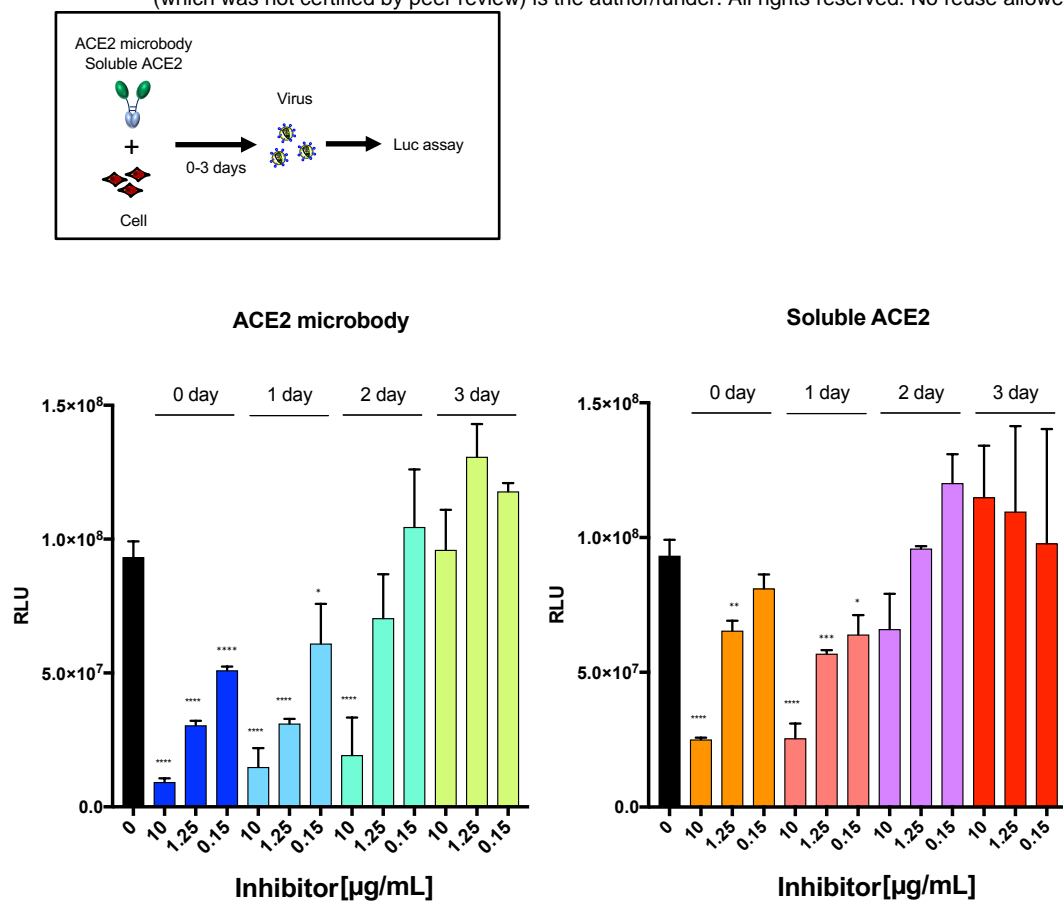 (which was not certified by peer review) is the author/funder. All rights reserved. No reuse allowe
ACE2 microbody
Soluble ACE2
+
Cell
0-3 days
Virus
Luc assay
ACE2 microbody
0 day 1 day 2 day 3 day
1.5×10⁸
1.0×10⁸
5.0×10⁷
0.0
RLU
**** **** **** **** **** * ****
0 10 1.25 0.15 10 1.25 0.15 10 1.25 0.15 10 1.25 0.15
Inhibitor[µg/mL]
Soluble ACE2
0 day 1 day 2 day 3 day
1.5×10⁸
1.0×10⁸
5.0×10⁷
0.0
RLU
**** ** **** *** *
0 10 1.25 0.15 10 1.25 0.15 10 1.25 0.15 10 1.25 0.15
Inhibitor[µg/mL]